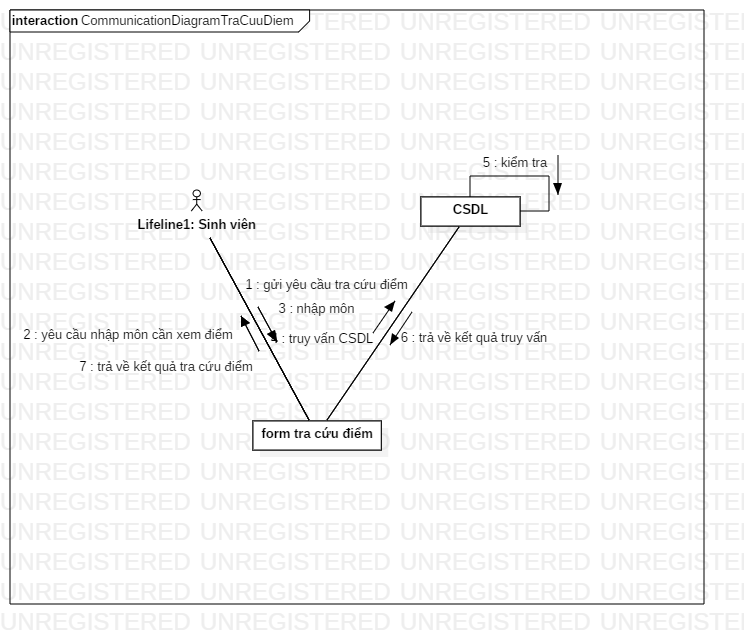 interaction CommunicationDiagramTraCuuDiem
5 : kiểm tra
CSDL
Lifeline1: Sinh viên
1 : gửi yêu cầu tra cứu điểm
3 : nhập môn
2 : yêu cầu nhập môn cần xem điểm
: truy vấn CSDL
6 : trả về kết quả truy vấn
7 : trả về kết quả tra cứu điểm
form tra cứu điểm
UNREGISTERED UNREGISTERED UNREGISTERED UNREGISTERED